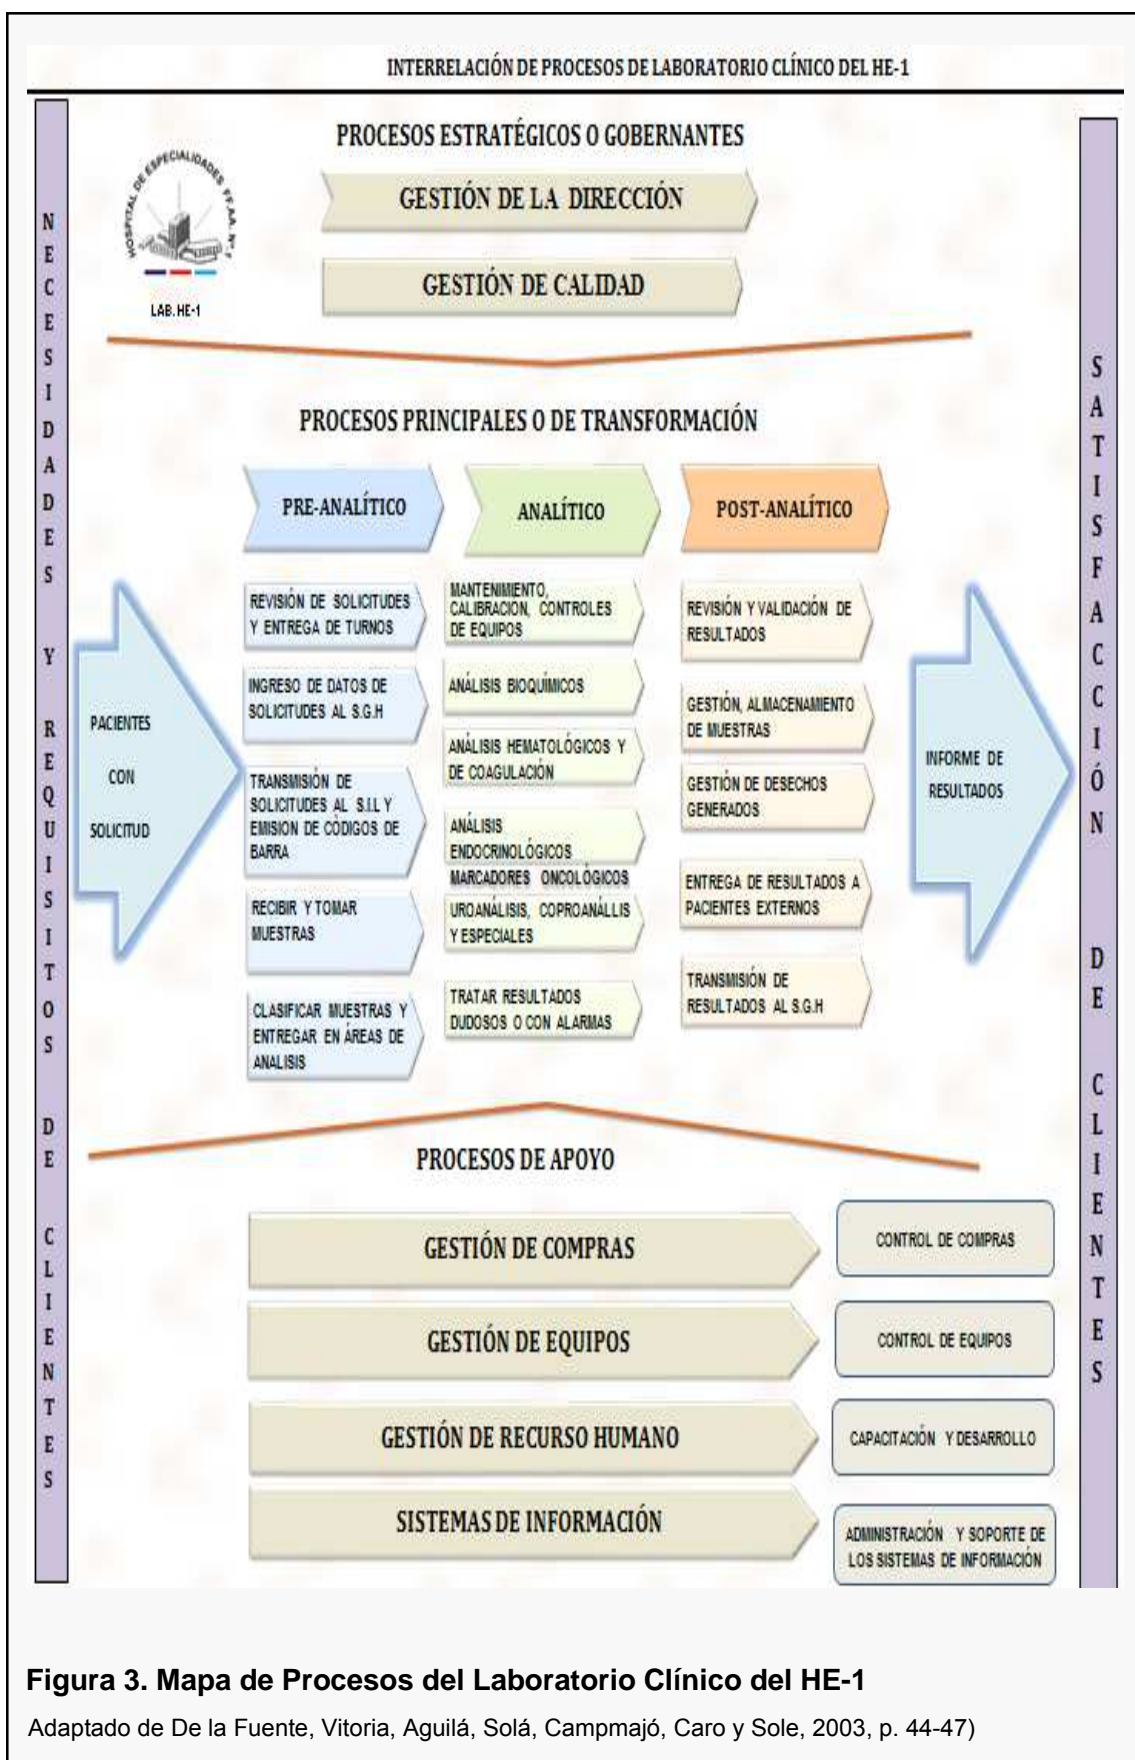 INTERRELACIÓN DE PROCESOS DE LABORATORIO CLÍNICO DEL HE-1
NECESIDADES Y REQUISITOS DE CLIENTES
HOSPITAL DE ESPECIALIDADES FF.AA. Nº.1
LAB. HE-1
PROCESOS ESTRATÉGICOS O GOBERNANTES
GESTIÓN DE LA DIRECCIÓN
GESTIÓN DE CALIDAD
PROCESOS PRINCIPALES O DE TRANSFORMACIÓN
PACIENTES
CON
SOLICITUD
PRE-ANALÍTICO
REVISIÓN DE SOLICITUDES
Y ENTREGA DE TURNOS
INGRESO DE DATOS DE
SOLICITUDES AL S.G.H
TRANSMISIÓN DE
SOLICITUDES AL S.I.L Y
EMISION DE CÓDIGOS DE
BARRA
RECIBIR Y TOMAR
MUESTRAS
CLASIFICAR MUESTRAS Y
ENTREGAR EN ÁREAS DE
ANALISIS
ANALÍTICO
MANTENIMIENTO,
CALIBRACION, CONTROLES
DE EQUIPOS
ANÁLISIS BIOQUÍMICOS
ANÁLISIS HEMATOLÓGICOS Y
DE COAGULACIÓN
ANÁLISIS
ENDOCRINOLÓGICOS
MARCADORES ONCOLÓGICOS
UROANÁLISIS, COPROANÁLLIS
Y ESPECIALES
TRATAR RESULTADOS
DUDOSOS O CON ALARMAS
POST-ANALÍTICO
REVISIÓN Y VALIDACIÓN DE
RESULTADOS
GESTIÓN, ALMACENAMIENTO
DE MUESTRAS
GESTIÓN DE DESECHOS
GENERADOS
ENTREGA DE RESULTADOS A
PACIENTES EXTERNOS
TRANSMISIÓN DE
RESULTADOS AL S.G.H
INFORME DE
RESULTADOS
PROCESOS DE APOYO
GESTIÓN DE COMPRAS
CONTROL DE COMPRAS
GESTIÓN DE EQUIPOS
CONTROL DE EQUIPOS
GESTIÓN DE RECURSO HUMANO
CAPACITACIÓN Y DESARROLLO
SISTEMAS DE INFORMACIÓN
ADMINISTRACIÓN Y SOPORTE DE
LOS SISTEMAS DE INFORMACIÓN
SATISFACCIÓN DE CLIENTES
Figura 3. Mapa de Procesos del Laboratorio Clínico del HE-1
Adaptado de De la Fuente, Vitoria, Aguilá, Solá, Campmajó, Caro y Sole, 2003, p. 44-47)